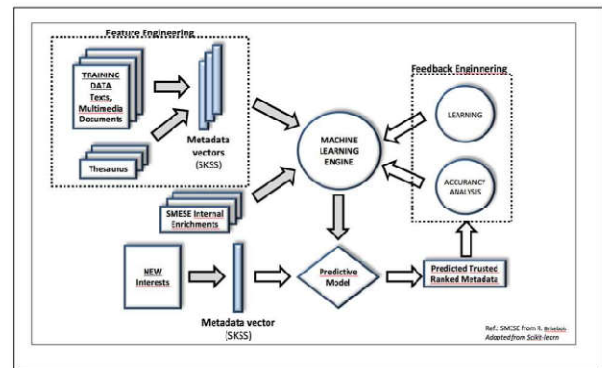 Feature Engineering
TRAINING
DATA
Texts,
Multimedia
Documents
Thesaurus
Metadata
vectors
(SKSS)
SMESE Internal
Enrichments
MACHINE
LEARNING
ENGINE
Feedback Enginnering
LEARNING
ACCURANCY
ANALYSIS
NEW
Interests
Metadata vector
(SKSS)
Predictive
Model
Predicted Trusted
Ranked Metadata
Ref.: SMCSE from R.
Adapted from Scikit-learn